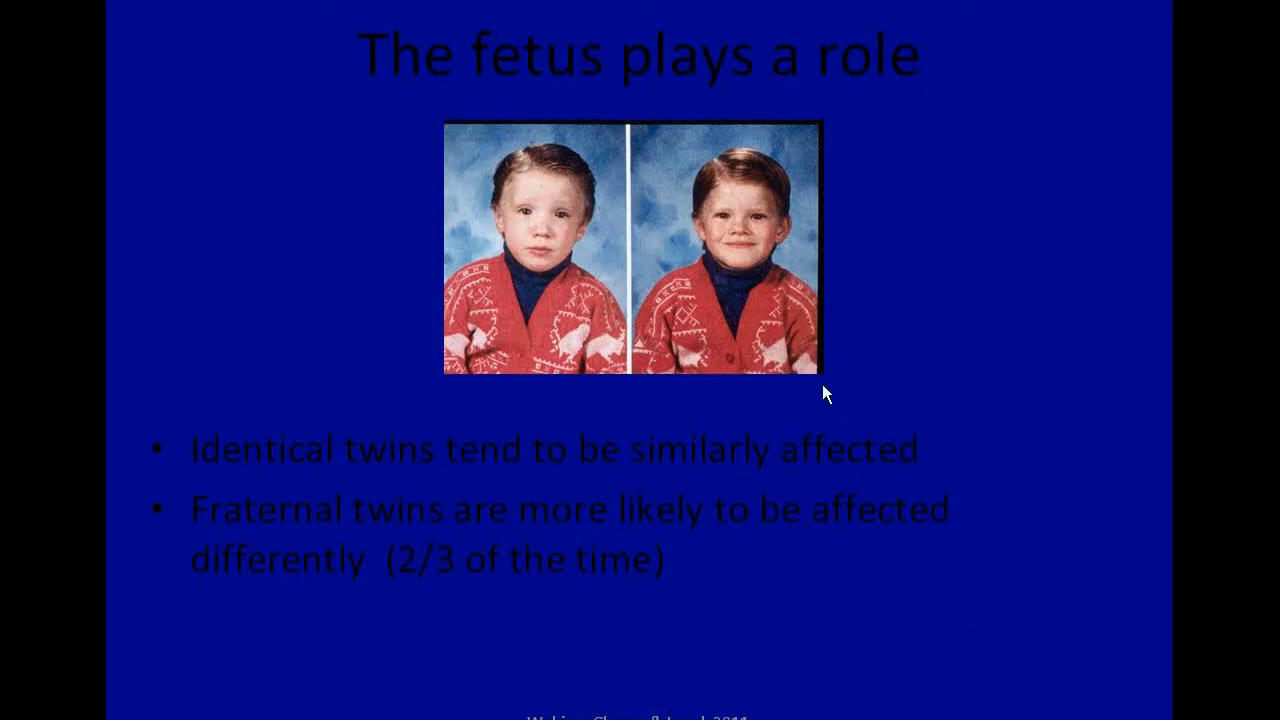 The fetus plays a role
• Identical twins tend to be similarly affected
• Fraternal twins are more likely to be affected
differently (2/3 of the time)